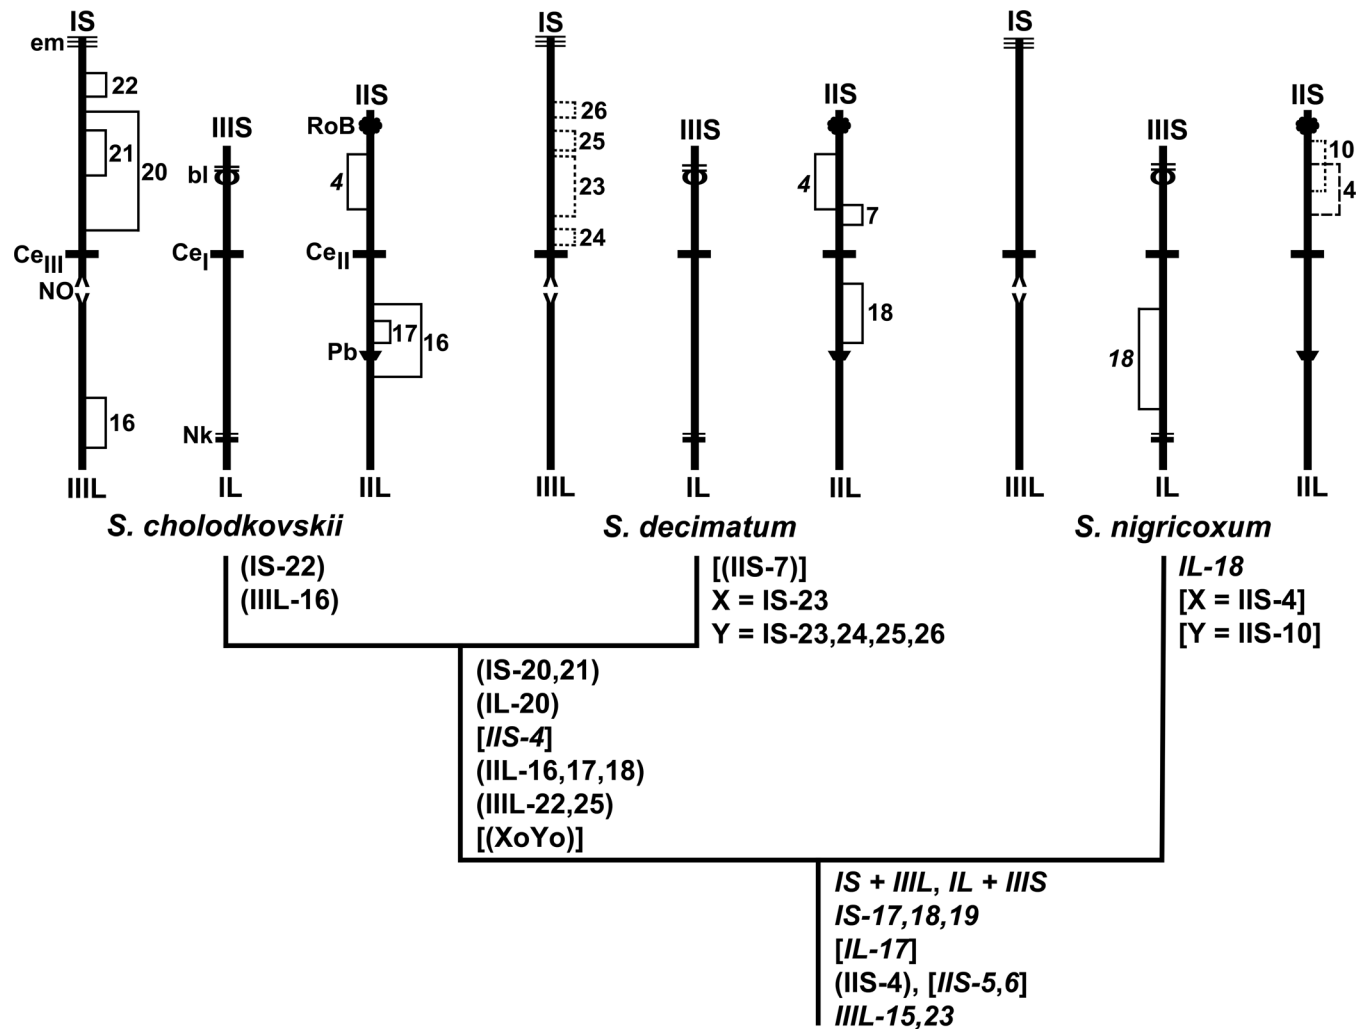 IS
em
22
21
20
CeIII
NO
16
IIIL
IIIS
bl
CeI
Nk
IL
IIS
RoB
4
CeII
17
16
Pb
IIL
S. cholodkovskii
IS
26
25
23
24
IIIL
IIIS
IL
IIS
4
7
18
IIL
S. decimatum
IS
IIIL
IIIS
18
IL
IIS
10
4
IIL
S. nigricoxum
(IS-22)
(IIIL-16)
[(IIS-7)]
X = IS-23
Y = IS-23,24,25,26
IL-18
[X = IIS-4]
[Y = IIS-10]
(IS-20,21)
(IL-20)
[IIS-4]
(IIL-16,17,18)
(IIIL-22,25)
[(XoYo)]
IS + IIIL, IL + IIIS
IS-17,18,19
[IL-17]
(IIS-4), [IIS-5,6]
IIIL-15,23